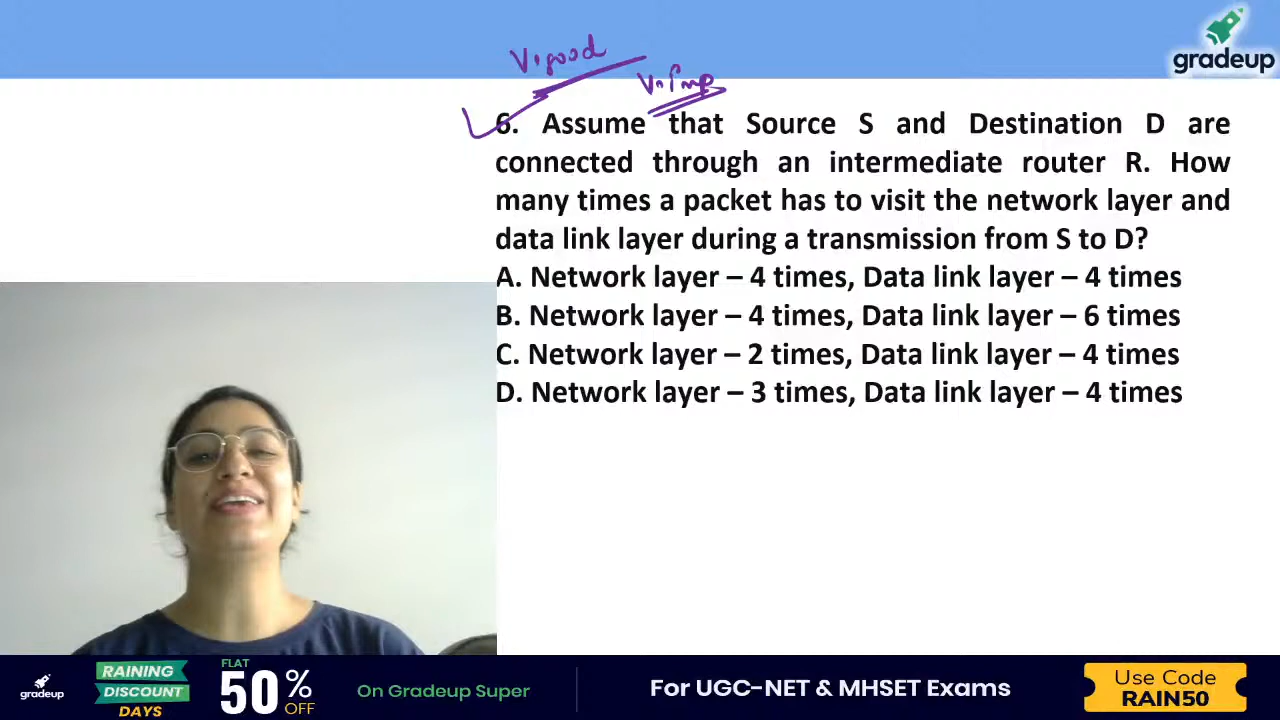 gradeup
V.good
V.Imp
6. Assume that Source S and Destination D are
connected through an intermediate router R. How
many times a packet has to visit the network layer and
data link layer during a transmission from S to D?
A. Network layer – 4 times, Data link layer – 4 times
B. Network layer – 4 times, Data link layer – 6 times
C. Network layer – 2 times, Data link layer – 4 times
D. Network layer – 3 times, Data link layer – 4 times
gradeup
RAINING
DISCOUNT
DAYS
FLAT
50%
OFF
On Gradeup Super
For UGC-NET & MHSET Exams
Use Code
RAIN50